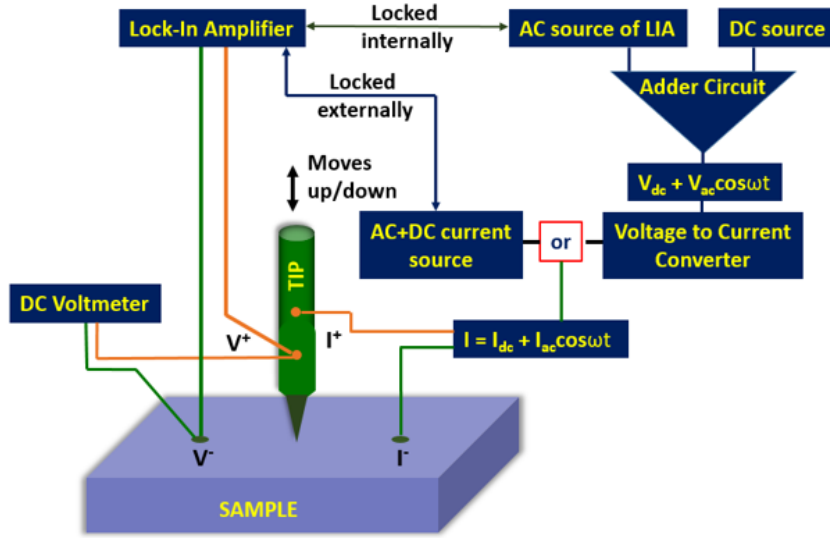 Lock-In Amplifier
Locked
internally
AC source of LIA
DC source
Locked
externally
Adder Circuit
Moves
up/down
V_dc + V_ac cosωt
AC+DC current
source
or
Voltage to Current
Converter
TIP
DC Voltmeter
V⁺
I⁺
I = I_dc + I_ac cosωt
V⁻
I⁻
SAMPLE